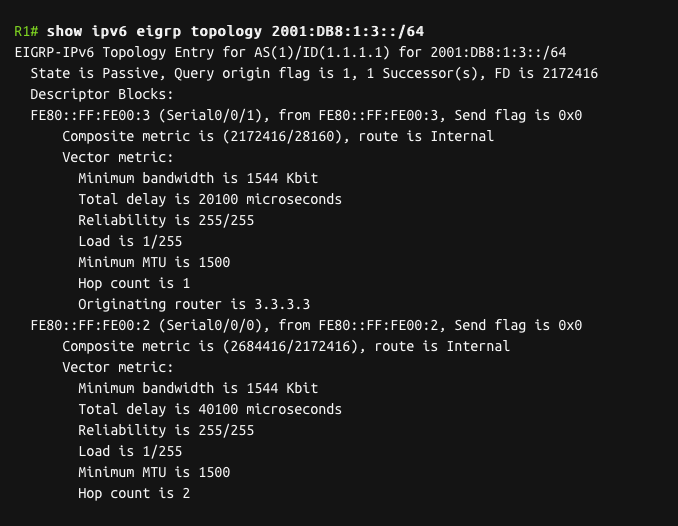 R1# show ipv6 eigrp topology 2001:DB8:1:3::/64
EIGRP-IPv6 Topology Entry for AS(1)/ID(1.1.1.1) for 2001:DB8:1:3::/64
State is Passive, Query origin flag is 1, 1 Successor(s), FD is 2172416
Descriptor Blocks:
FE80::FF:FE00:3 (Serial0/0/1), from FE80::FF:FE00:3, Send flag is 0x0
Composite metric is (2172416/28160), route is Internal
Vector metric:
Minimum bandwidth is 1544 Kbit
Total delay is 20100 microseconds
Reliability is 255/255
Load is 1/255
Minimum MTU is 1500
Hop count is 1
Originating router is 3.3.3.3
FE80::FF:FE00:2 (Serial0/0/0), from FE80::FF:FE00:2, Send flag is 0x0
Composite metric is (2684416/2172416), route is Internal
Vector metric:
Minimum bandwidth is 1544 Kbit
Total delay is 40100 microseconds
Reliability is 255/255
Load is 1/255
Minimum MTU is 1500
Hop count is 2